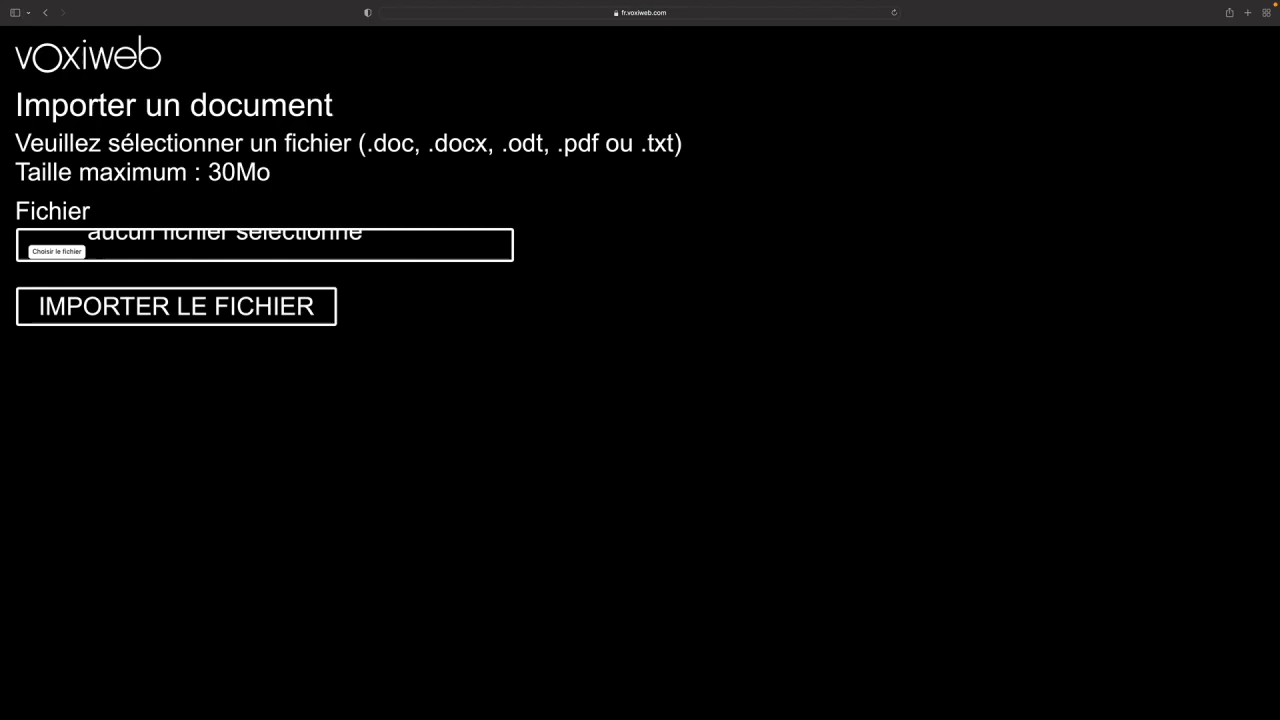 fr.voxiweb.com
voxiweb
Importer un document
Veuillez sélectionner un fichier (.doc, .docx, .odt, .pdf ou .txt)
Taille maximum : 30Mo
Fichier
aucun fichier sélectionné
Choisir le fichier
IMPORTER LE FICHIER